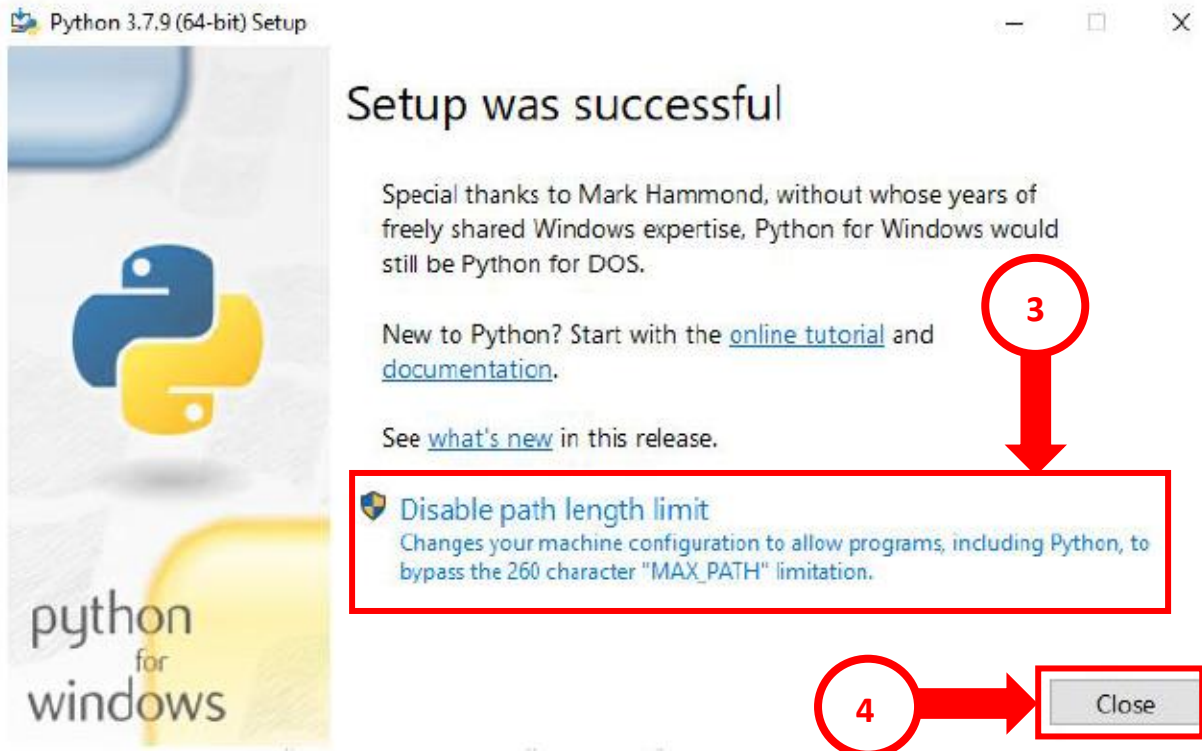 Python 3.7.9 (64-bit) Setup
Setup was successful
Special thanks to Mark Hammond, without whose years of
freely shared Windows expertise, Python for Windows would
still be Python for DOS.
3
New to Python? Start with the online tutorial and
documentation.
See what's new in this release.
Disable path length limit
Changes your machine configuration to allow programs, including Python, to
bypass the 260 character "MAX_PATH" limitation.
python
for
windows
4
Close